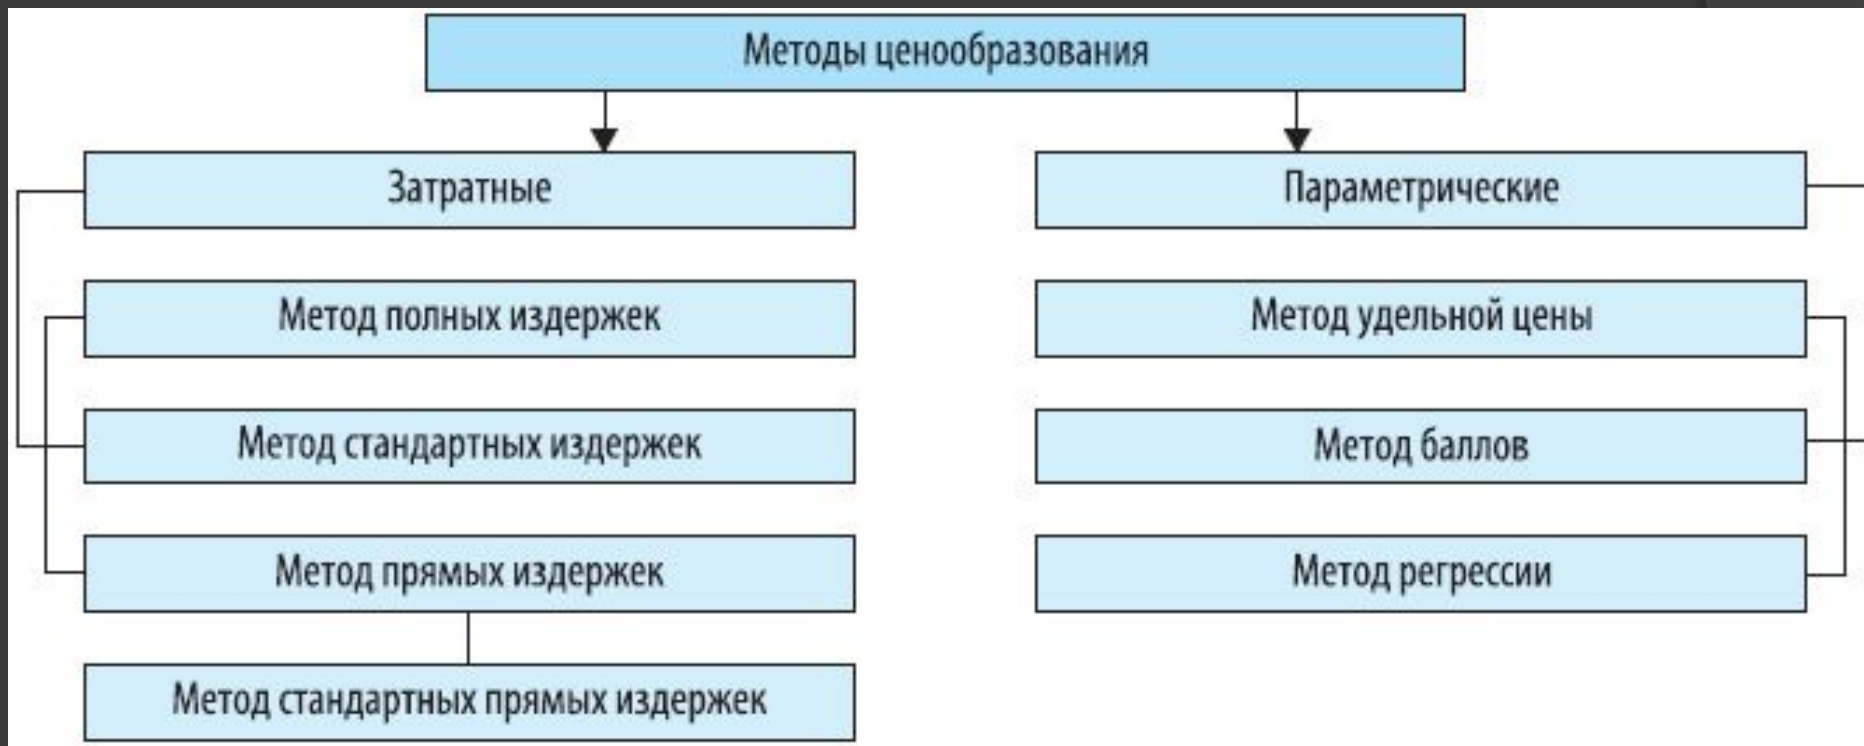 Методы ценообразования
Затратные
Метод полных издержек
Метод стандартных издержек
Метод прямых издержек
Метод стандартных прямых издержек
Параметрические
Метод удельной цены
Метод баллов
Метод регрессии